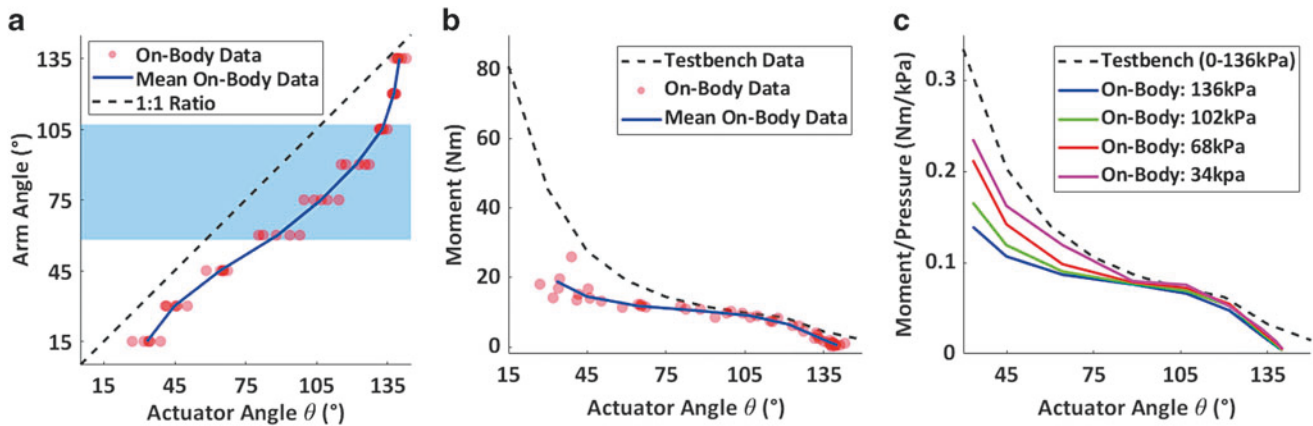 a
On-Body Data
Mean On-Body Data
1:1 Ratio
Arm Angle (°)
135
105
75
45
15
15 45 75 105 135
Actuator Angle θ (°)
b
Testbench Data
On-Body Data
Mean On-Body Data
Moment (Nm)
80
60
40
20
0
15 45 75 105 135
Actuator Angle θ (°)
c
Testbench (0-136kPa)
On-Body: 136kPa
On-Body: 102kPa
On-Body: 68kPa
On-Body: 34kpa
Moment/Pressure (Nm/kPa)
0.3
0.2
0.1
0
45 75 105 135
Actuator Angle θ (°)